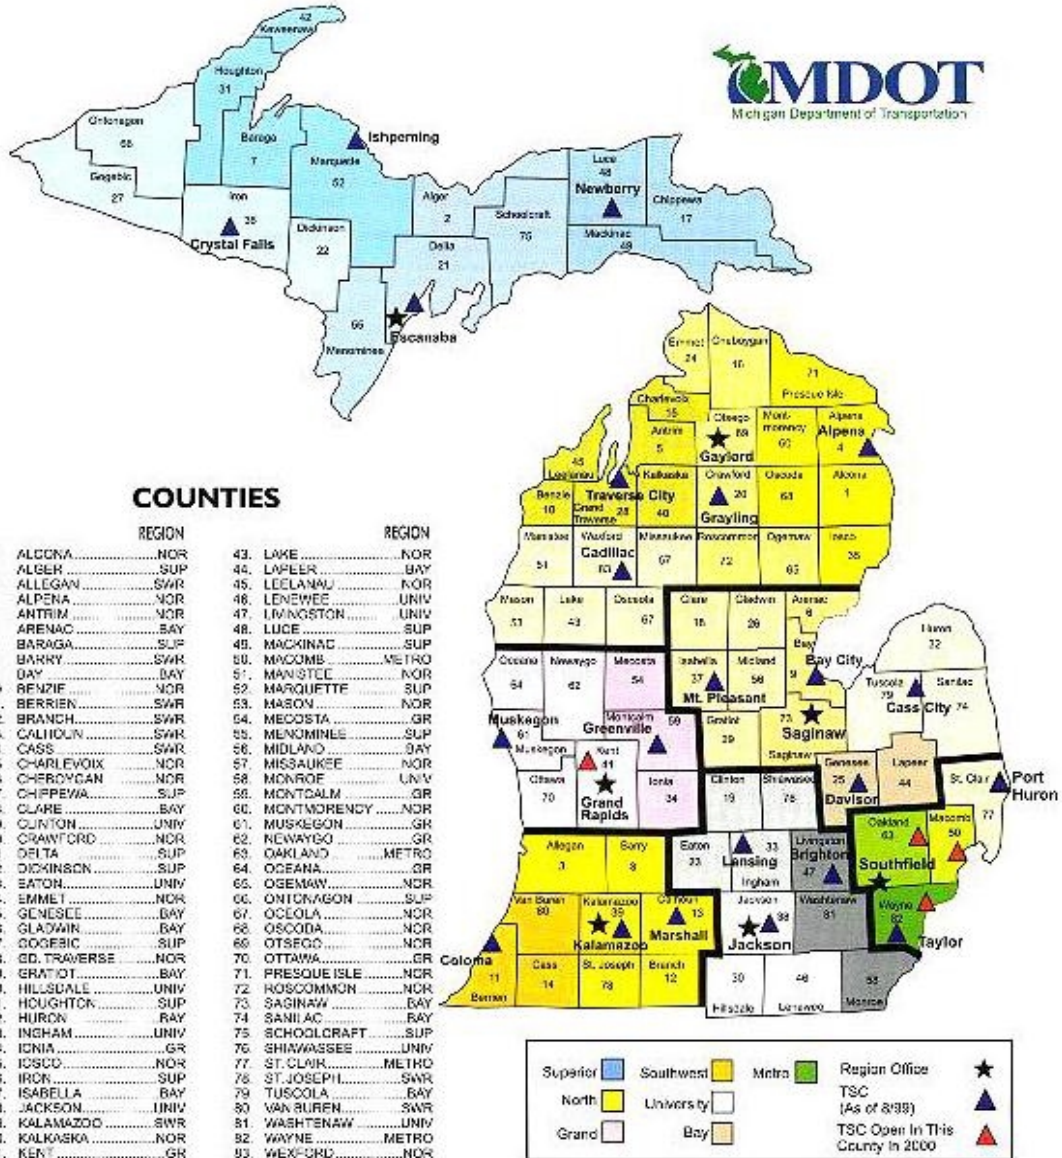 42
Keweenaw
Houghton
31
MDOT
Michigan Department of Transportation
Ontonagon
66
Baraga
7
Ishpeming
Marquette
52
Gogebic
27
Iron
36
Crystal Falls
Dickinson
22
Alger
2
Schoolcraft
75
Luce
48
Newberry
Chippewa
17
Mackinac
49
Delta
21
55
Menominee
Escanaba
Emmet
24
Cheboygan
16
71
Presque Isle
Charlevoix
15
Antrim
5
Otsego
69
Gaylord
Mont-
morency
60
Alpena
Alpena
4
45
Leelanau
Kalkaska
40
Crawford
20
Grayling
Oscoda
68
Alcona
1
Benzie
10
Traverse City
Grand
Traverse
28
Manistee
51
Wexford
Cadillac
83
Missaukee
57
Roscommon
72
Ogemaw
65
Iosco
35
Mason
53
Lake
43
Osceola
67
Clare
18
Gladwin
26
Arenac
6
Huron
32
Oceana
64
Newaygo
62
Mecosta
54
Isabella
37
Mt. Pleasant
Midland
56
Bay
9
Bay City
Tuscola
79
Cass City
Sanilac
74
Muskegon
61
Muskegon
Montcalm
59
Greenville
Gratiot
29
73
Saginaw
Saginaw
Kent
41
Grand
Rapids
Ottawa
70
Ionia
34
Clinton
19
Shiawassee
76
Genesee
25
Davison
Lapeer
44
St. Clair
77
Port
Huron
Allegan
3
Barry
8
Eaton
23
33
Lansing
Ingham
Livingston
Brighton
47
Oakland
63
Southfield
Macomb
50
Van Buren
80
Kalamazoo
39
Kalamazoo
Calhoun
13
Marshall
Jackson
38
Jackson
Washtenaw
81
Wayne
82
Taylor
Coloma
11
Berrien
Cass
14
St. Joseph
78
Branch
12
30
Hillsdale
46
Lenawee
58
Monroe
COUNTIES
REGION
ALCONA NOR
ALGER SUP
ALLEGAN SWR
ALPENA NOR
ANTRIM NOR
ARENAC BAY
BARAGA SUP
BARRY SWR
BAY BAY
BENZIE NOR
BERRIEN SWR
BRANCH SWR
CALHOUN SWR
CASS SWR
CHARLEVOIX NOR
CHEBOYGAN NOR
CHIPPEWA SUP
CLARE BAY
CLINTON UNIV
CRAWFORD NOR
DELTA SUP
DICKINSON SUP
EATON UNIV
EMMET NOR
GENESEE BAY
GLADWIN BAY
GOGEBIC SUP
GD. TRAVERSE NOR
GRATIOT BAY
HILLSDALE UNIV
HOUGHTON SUP
HURON BAY
INGHAM UNIV
IONIA GR
IOSCO NOR
IRON SUP
ISABELLA BAY
JACKSON UNIV
KALAMAZOO SWR
KALKASKA NOR
KENT GR
REGION
43. LAKE NOR
44. LAPEER BAY
45. LEELANAU NOR
46. LENEWEE UNIV
47. LIVINGSTON UNIV
48. LUCE SUP
49. MACKINAC SUP
50. MACOMB METRO
51. MANISTEE NOR
52. MARQUETTE SUP
53. MASON NOR
54. MECOSTA GR
55. MENOMINEE SUP
56. MIDLAND BAY
57. MISSAUKEE NOR
58. MONROE UNIV
59. MONTCALM GR
60. MONTMORENCY NOR
61. MUSKEGON GR
62. NEWAYGO GR
63. OAKLAND METRO
64. OCEANA GR
65. OGEMAW NOR
66. ONTONAGON SUP
67. OCEOLA NOR
68. OSCODA NOR
69 OTSEGO NOR
70. OTTAWA GR
71. PRESQUE ISLE NOR
72 ROSCOMMON NOR
73 SAGINAW BAY
74 SANILAC BAY
75 SCHOOLCRAFT SUP
76. SHIAWASSEE UNIV
77. ST. CLAIR METRO
78. ST. JOSEPH SWR
79 TUSCOLA BAY
80 VAN BUREN SWR
81. WASHTENAW UNIV
82. WAYNE METRO
83. WEXFORD NOR
Superior
Southwest
Metro
Region Office
North
University
TSC
(As of 8/99)
Grand
Bay
TSC Open In This
County In 2000